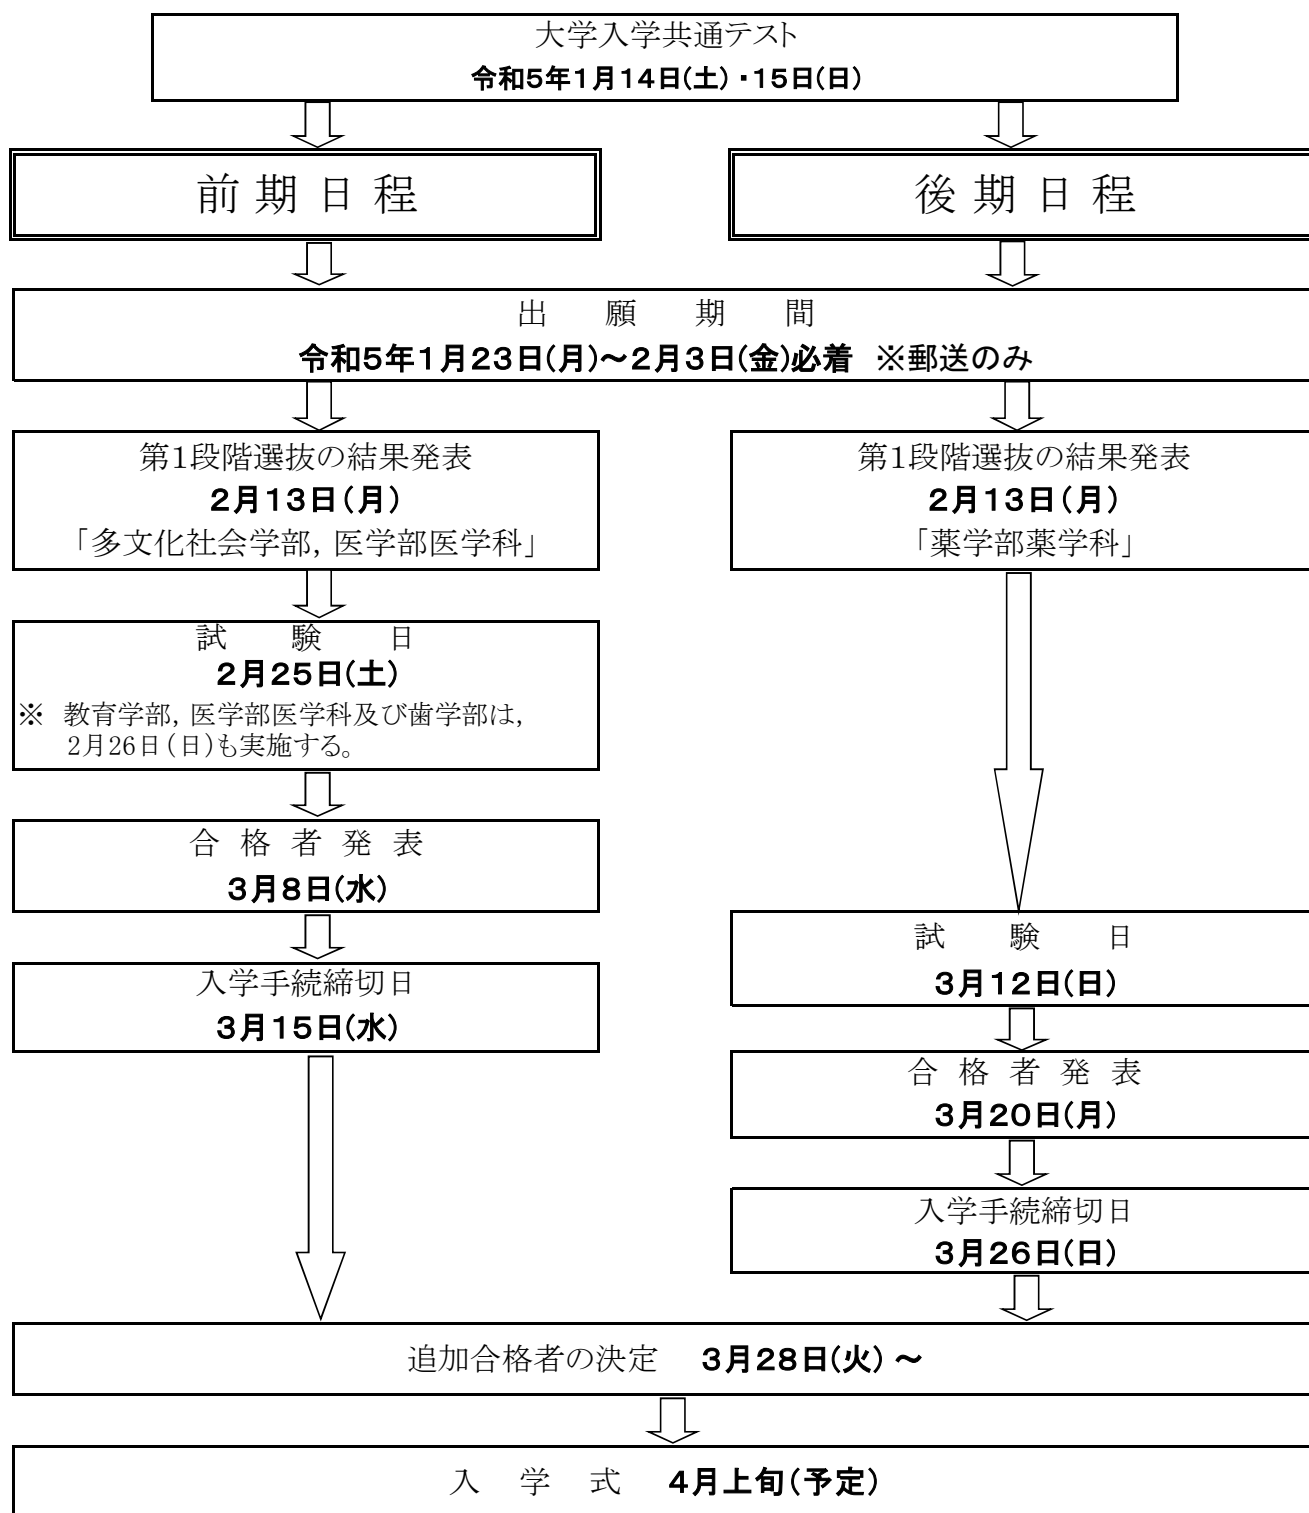 大学入学共通テスト
令和5年1月14日(土)・15日(日)
前期日程
後期日程
出願期間
令和5年1月23日(月)～2月3日(金)必着 ※郵送のみ
第1段階選抜の結果発表
2月13日(月)
「多文化社会学部, 医学部医学科」
試験日
2月25日(土)
※ 教育学部, 医学部医学科及び歯学部は,
2月26日(日)も実施する。
合格者発表
3月8日(水)
入学手続締切日
3月15日(水)
第1段階選抜の結果発表
2月13日(月)
「薬学部薬学科」
試験日
3月12日(日)
合格者発表
3月20日(月)
入学手続締切日
3月26日(日)
追加合格者の決定 3月28日(火)～
入学式 4月上旬(予定)